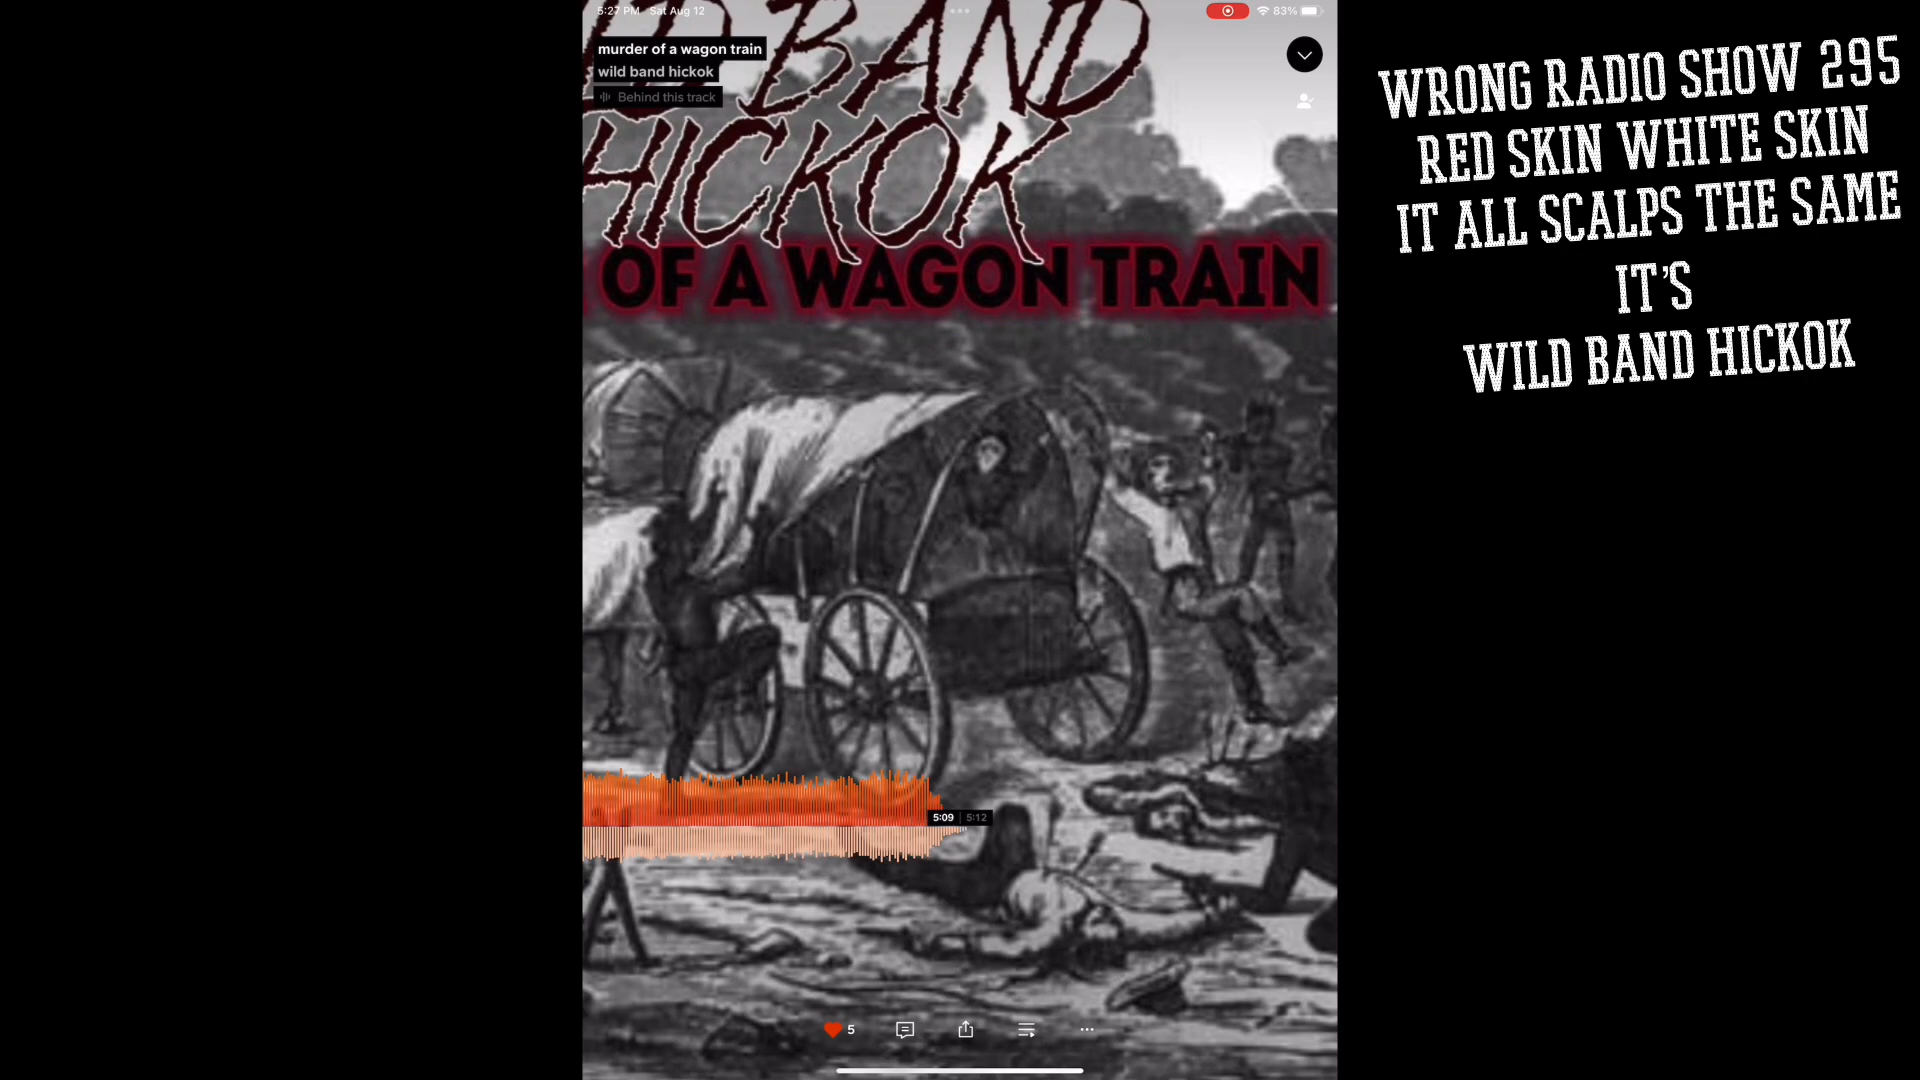 5:27 PM Sat Aug 12
83%
BAND
HICKOK
OF A WAGON TRAIN
murder of a wagon train
wild band hickok
Behind this track
5:09 5:12
5
WRONG RADIO SHOW 295
RED SKIN WHITE SKIN
IT ALL SCALPS THE SAME
IT'S
WILD BAND HICKOK